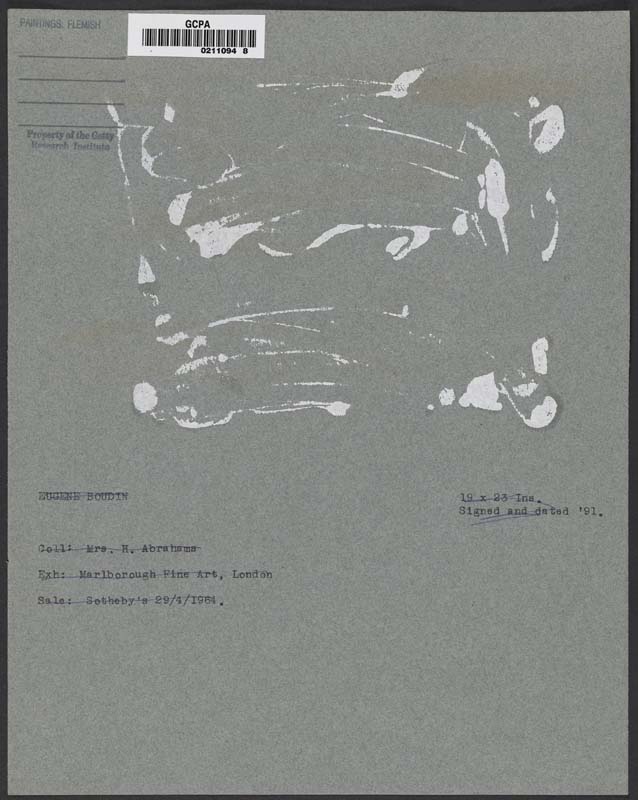 PAINTINGS, FLEMISH
GCPA
0211094 8
Property of the Getty
Research Institute
EUGENE BOUDIN
19 x 23 Ins.
Signed and dated '91.
Coll: Mrs. H. Abrahams
Exh: Marlborough Fine Art, London
Sale: Sotheby's 29/4/1964.